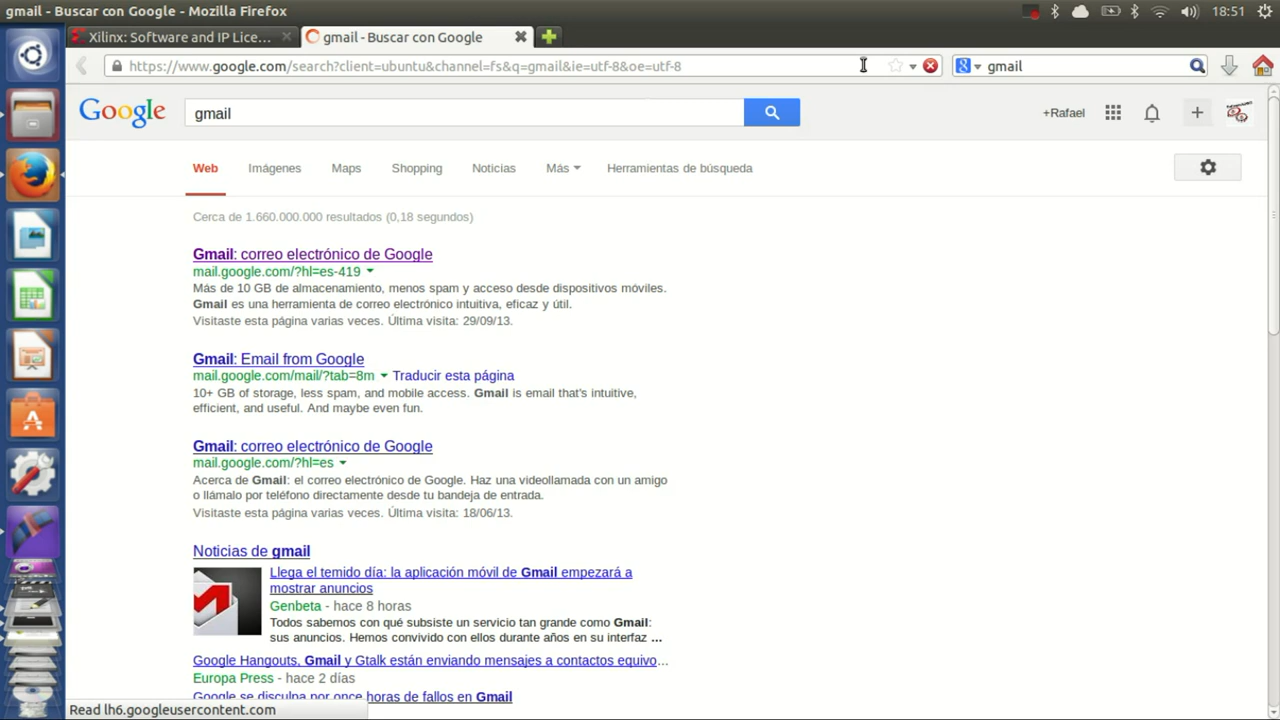 gmail - Buscar con Google - Mozilla Firefox
18:51
Xilinx: Software and IP Lice...
gmail - Buscar con Google
https://www.google.com/search?client=ubuntu&channel=fs&q=gmail&ie=utf-8&oe=utf-8
gmail
Google
gmail
+Rafael
Web
Imágenes
Maps
Shopping
Noticias
Más
Herramientas de búsqueda
Cerca de 1.660.000.000 resultados (0,18 segundos)
Gmail: correo electrónico de Google
mail.google.com/?hl=es-419
Más de 10 GB de almacenamiento, menos spam y acceso desde dispositivos móviles.
Gmail es una herramienta de correo electrónico intuitiva, eficaz y útil.
Visitaste esta página varias veces. Última visita: 29/09/13.
Gmail: Email from Google
mail.google.com/mail/?tab=8m Traducir esta página
10+ GB of storage, less spam, and mobile access. Gmail is email that's intuitive,
efficient, and useful. And maybe even fun.
Gmail: correo electrónico de Google
mail.google.com/?hl=es
Acerca de Gmail: el correo electrónico de Google. Haz una videollamada con un amigo
o llámalo por teléfono directamente desde tu bandeja de entrada.
Visitaste esta página varias veces. Última visita: 18/06/13.
Noticias de gmail
Llega el temido día: la aplicación móvil de Gmail empezará a
mostrar anuncios
Genbeta - hace 8 horas
Todos sabemos con qué subsiste un servicio tan grande como Gmail:
sus anuncios. Hemos convivido con ellos durante años en su interfaz ...
Google Hangouts, Gmail y Gtalk están enviando mensajes a contactos equivo...
Europa Press - hace 2 días
Google se disculpa por once horas de fallos en Gmail
Read lh6.googleusercontent.com